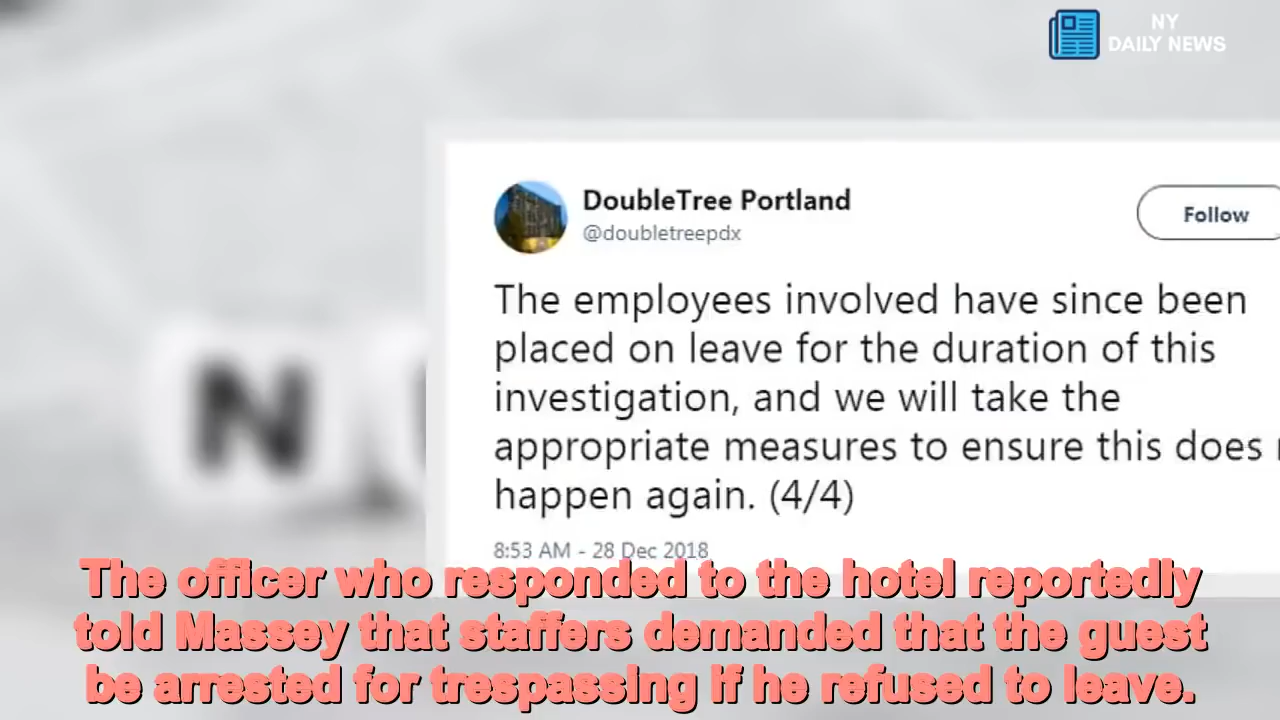 NY
DAILY NEWS
DoubleTree Portland
@doubletreepdx
Follow
The employees involved have since been
placed on leave for the duration of this
investigation, and we will take the
appropriate measures to ensure this does
happen again. (4/4)
8:53 AM - 28 Dec 2018
N
The officer who responded to the hotel reportedly
told Massey that staffers demanded that the guest
be arrested for trespassing if he refused to leave.